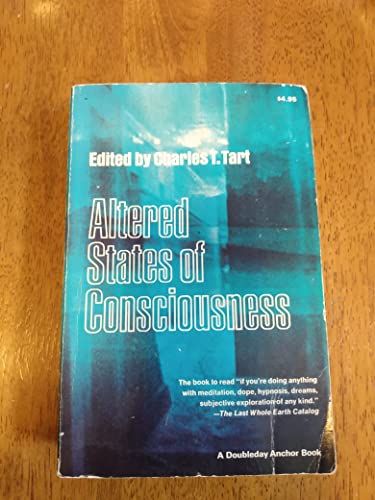 $4.95
Edited by Charles T. Tart
Altered
States of
Consciousness
The book to read "if you're doing anything
with meditation, dope, hypnosis, dreams,
subjective exploration of any kind."
—The Last Whole Earth Catalog
A Doubleday Anchor Book